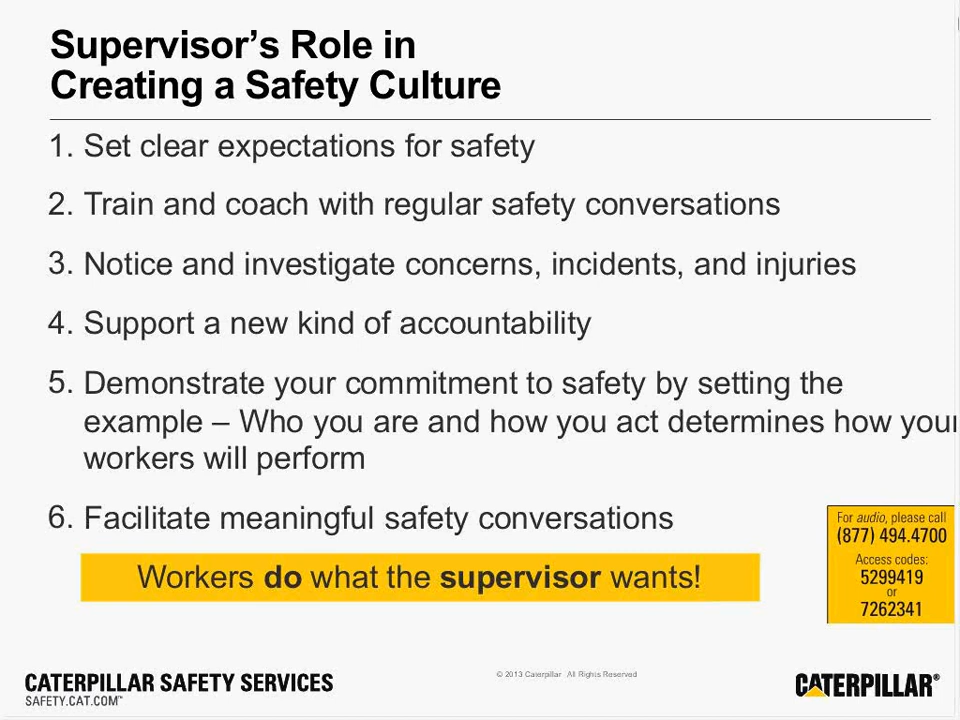 Supervisor’s Role in
Creating a Safety Culture
1. Set clear expectations for safety
2. Train and coach with regular safety conversations
3. Notice and investigate concerns, incidents, and injuries
4. Support a new kind of accountability
5. Demonstrate your commitment to safety by setting the
example – Who you are and how you act determines how your
workers will perform
6. Facilitate meaningful safety conversations
Workers do what the supervisor wants!
For audio, please call
(877) 494.4700
Access codes:
5299419
or
7262341
CATERPILLAR SAFETY SERVICES
SAFETY.CAT.COM™
© 2013 Caterpillar All Rights Reserved
CATERPILLAR®